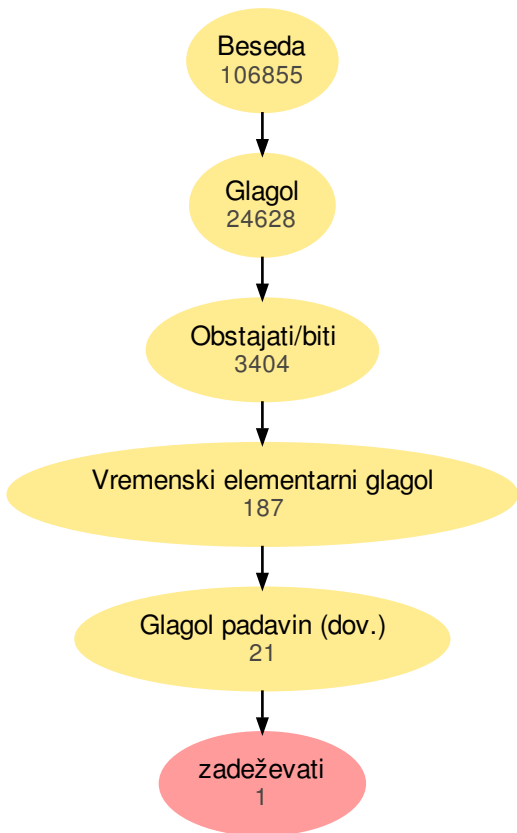 Beseda
106855
Glagol
24628
Obstajati/biti
3404
Vremenski elementarni glagol
187
Glagol padavin (dov.)
21
zadeževati
1